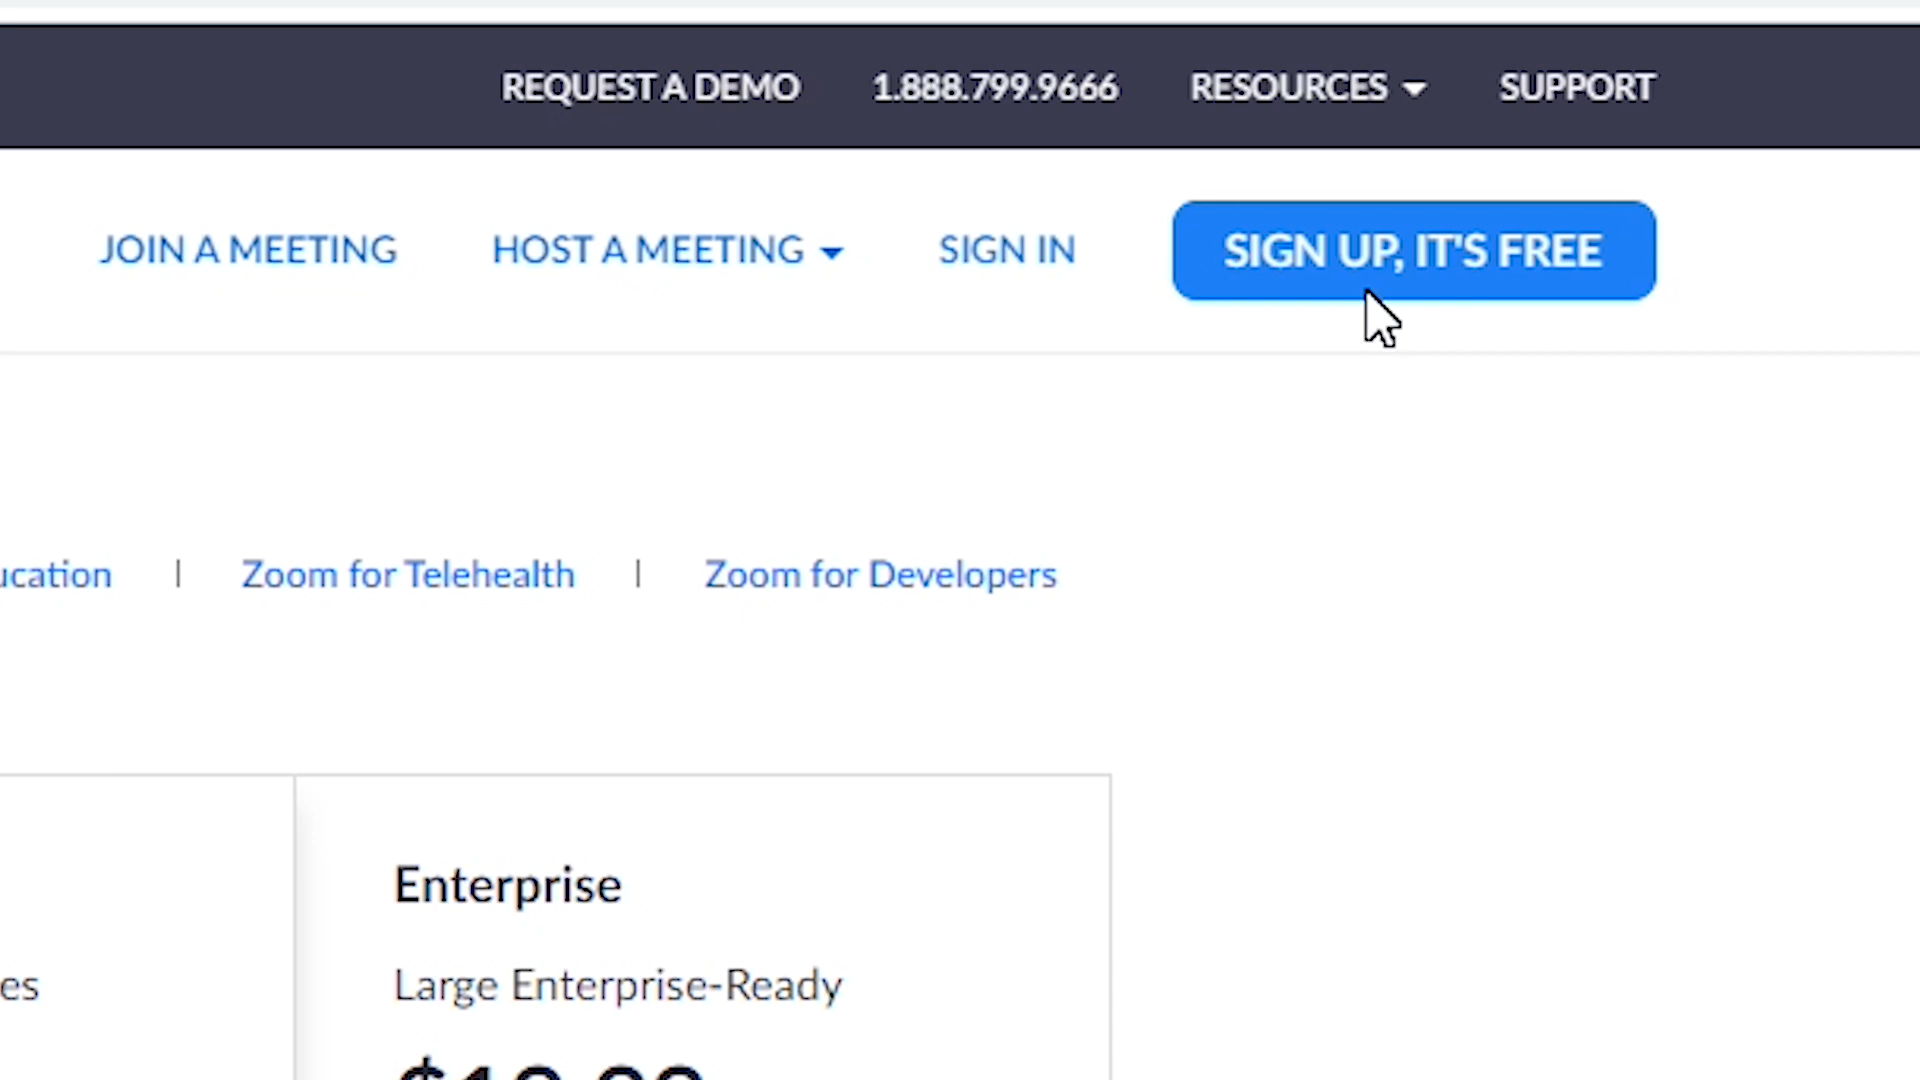 REQUEST A DEMO 1.888.799.9666 RESOURCES SUPPORT
JOIN A MEETING HOST A MEETING SIGN IN SIGN UP, IT'S FREE
ucation | Zoom for Telehealth | Zoom for Developers
Enterprise
es Large Enterprise-Ready